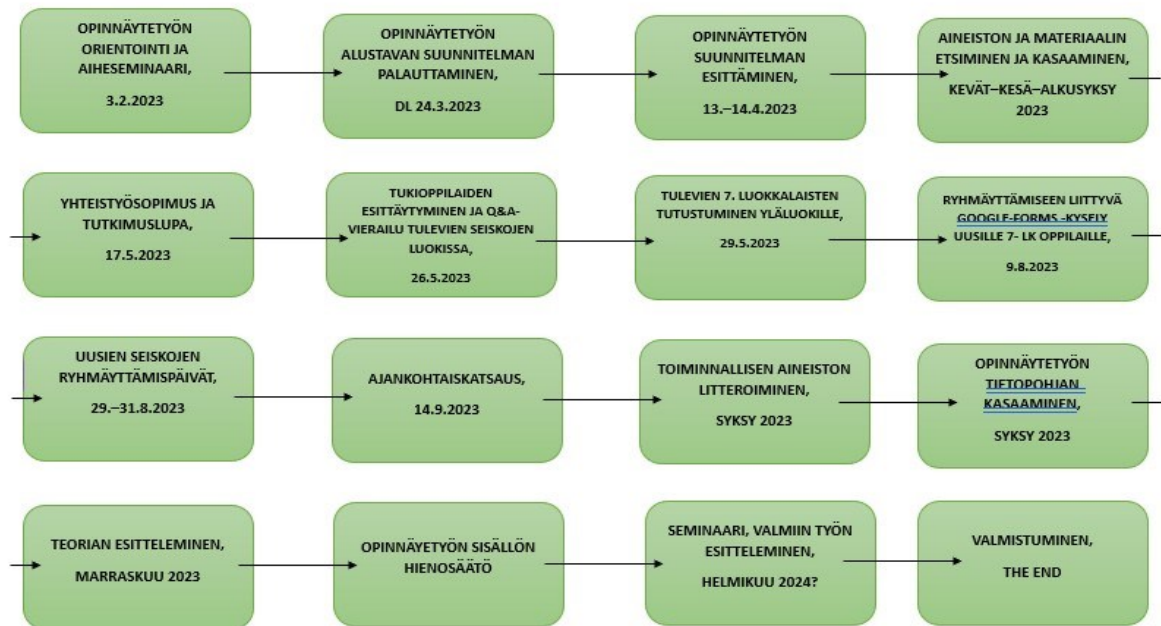 OPINNÄYTETYÖN
ORIENTOINTI JA
AIHESEMINAARI,
3.2.2023
OPINNÄYTETYÖN
ALUSTAVAN SUUNNITELMAN
PALAUTTAMINEN,
DL 24.3.2023
OPINNÄYTETYÖN
SUUNNITELMAN
ESITTÄMINEN,
13.–14.4.2023
AINEISTON JA MATERIAALIN
ETSIMINEN JA KASAAMINEN,
KEVÄT–KESÄ–ALKUSYKSY
2023
YHTEISTYÖSOPIMUS JA
TUTKIMUSLUPA,
17.5.2023
TUKIOPPILAIDEN
ESITTÄYTYMINEN JA Q&A-
VIERAILU TULEVIEN SEISKOJEN
LUOKISSA,
26.5.2023
TULEVIEN 7. LUOKKALAISTEN
TUTUSTUMINEN YLÄLUOKILLE,
29.5.2023
RYHMÄYTTÄMISEEN LIITTYVÄ
GOOGLE-FORMS -KYSELY
UUSILLE 7- LK OPPILAILLE,
9.8.2023
UUSIEN SEISKOJEN
RYHMÄYTTÄMISPÄIVÄT,
29.–31.8.2023
AJANKOHTAISKATSAUS,
14.9.2023
TOIMINNALLISEN AINEISTON
LITTEROIMINEN,
SYKSY 2023
OPINNÄYTETYÖN
TIETOPOHJAN
KASAAMINEN,
SYKSY 2023
TEORIAN ESITTELEMINEN,
MARRASKUU 2023
OPINNÄYETYÖN SISÄLLÖN
HIENOSÄÄTÖ
SEMINAARI, VALMIIN TYÖN
ESITTELEMINEN,
HELMIKUU 2024?
VALMISTUMINEN,
THE END